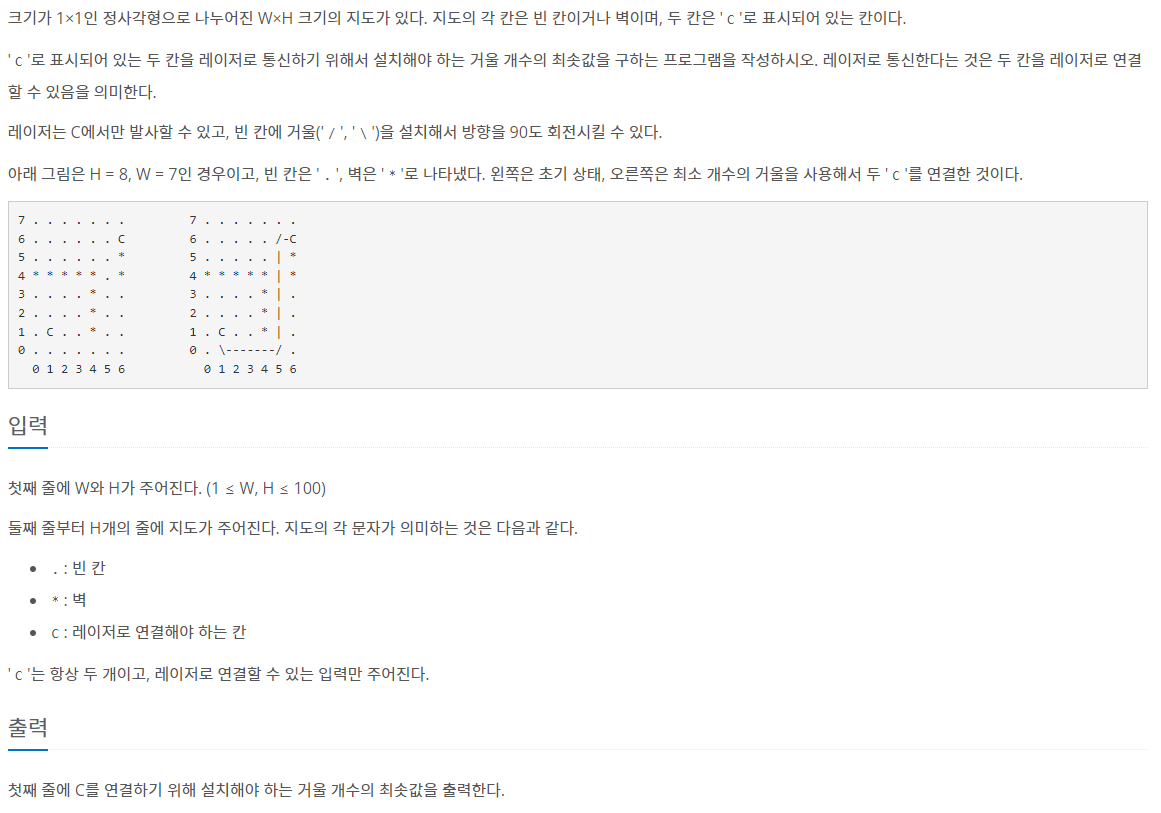 크기가 1×1인 정사각형으로 나누어진 W×H 크기의 지도가 있다. 지도의 각 칸은 빈 칸이거나 벽이며, 두 칸은 ' C '로 표시되어 있는 칸이다.
' C '로 표시되어 있는 두 칸을 레이저로 통신하기 위해서 설치해야 하는 거울 개수의 최솟값을 구하는 프로그램을 작성하시오. 레이저로 통신한다는 것은 두 칸을 레이저로 연결
할 수 있음을 의미한다.
레이저는 C에서만 발사할 수 있고, 빈 칸에 거울(' / ', ' \ ')을 설치해서 방향을 90도 회전시킬 수 있다.
아래 그림은 H = 8, W = 7인 경우이고, 빈 칸은 ' . ', 벽은 ' * '로 나타냈다. 왼쪽은 초기 상태, 오른쪽은 최소 개수의 거울을 사용해서 두 ' C '를 연결한 것이다.
7 . . . . . . .         7 . . . . . . .
6 . . . . . . C         6 . . . . . /-C
5 . . . . . . *         5 . . . . . | *
4 * * * * * . *         4 * * * * * | *
3 . . . . * . .         3 . . . . * | .
2 . . . . * . .         2 . . . . * | .
1 . C . . * . .         1 . C . . * | .
0 . . . . . . .         0 . \-------/ .
  0 1 2 3 4 5 6           0 1 2 3 4 5 6
입력
첫째 줄에 W와 H가 주어진다. (1 ≤ W, H ≤ 100)
둘째 줄부터 H개의 줄에 지도가 주어진다. 지도의 각 문자가 의미하는 것은 다음과 같다.
• . : 빈 칸
• * : 벽
• C : 레이저로 연결해야 하는 칸
' C '는 항상 두 개이고, 레이저로 연결할 수 있는 입력만 주어진다.
출력
첫째 줄에 C를 연결하기 위해 설치해야 하는 거울 개수의 최솟값을 출력한다.